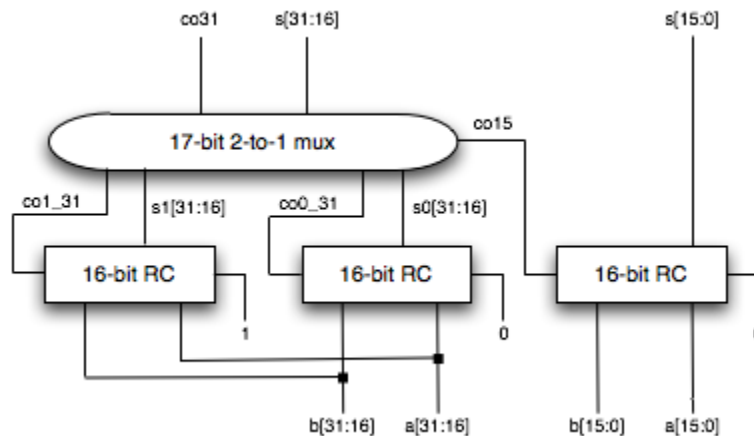 co31 s[31:16] s[15:0]
17-bit 2-to-1 mux
co15
co1_31 s1[31:16] co0_31 s0[31:16]
16-bit RC 16-bit RC 16-bit RC
1 0
b[31:16] a[31:16] b[15:0] a[15:0]